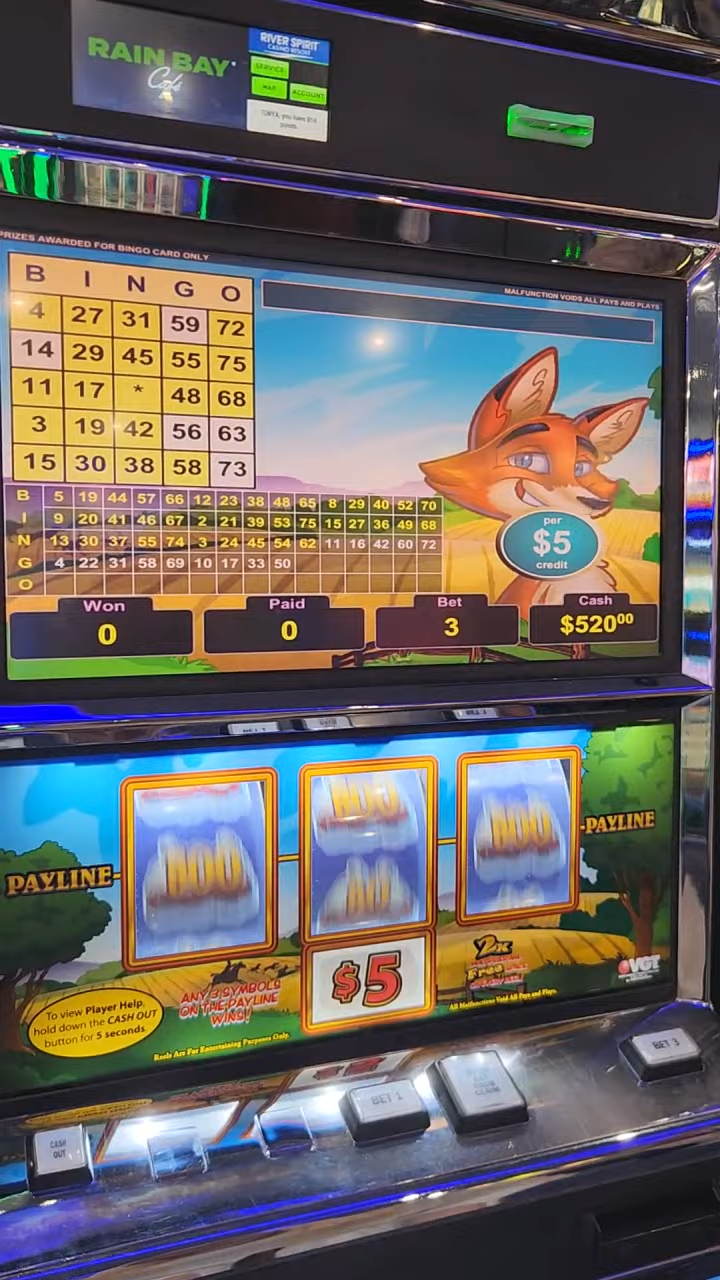 RAIN BAY
RIVER SPIRIT
CASINO RESORT
SERVICE
MAP
ACCOUNT
points.
PRIZES AWARDED FOR BINGO CARD ONLY
MALFUNCTION VOIDS ALL PAYS AND PLAYS
B I N G O
4 27 31 59 72
14 29 45 55 75
11 17 * 48 68
3 19 42 56 63
15 30 38 58 73
B 5 19 44 57 66 12 23 38 48 65 8 29 40 52 70
I 9 20 41 46 67 2 21 39 53 75 15 27 36 49 68
N 13 30 37 55 74 3 24 45 54 62 11 16 42 60 72
G 4 22 31 58 69 10 17 33 50
O
per
$5
credit
Won
0
Paid
0
Bet
3
Cash
$520⁰⁰
PAYLINE
PAYLINE
$5
ANY 3 SYMBOLS
ON THE PAYLINE
WINS!
2x
Free
VGT
To view Player Help,
hold down the CASH OUT
button for 5 seconds.
Reels Are For Entertaining Purposes Only.
All Malfunctions Void All Pays and Plays.
CASH
OUT
BET 1
BET 3